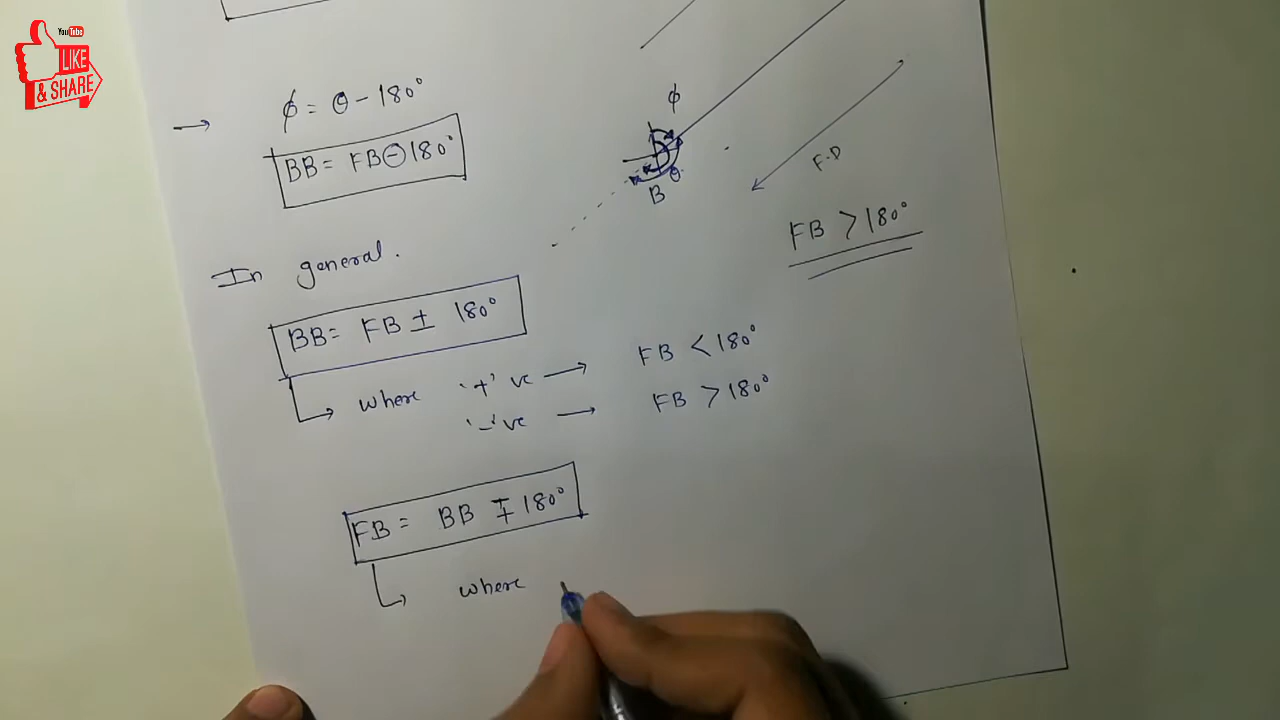 YouTube
LIKE
& SHARE
ϕ = θ - 180°
BB = FB ⊖ 180°
ϕ
θ
B
F.D
FB > 180°
In general.
BB = FB ± 180°
where '+' ve → FB < 180°
'-' ve → FB > 180°
FB = BB ∓ 180°
where